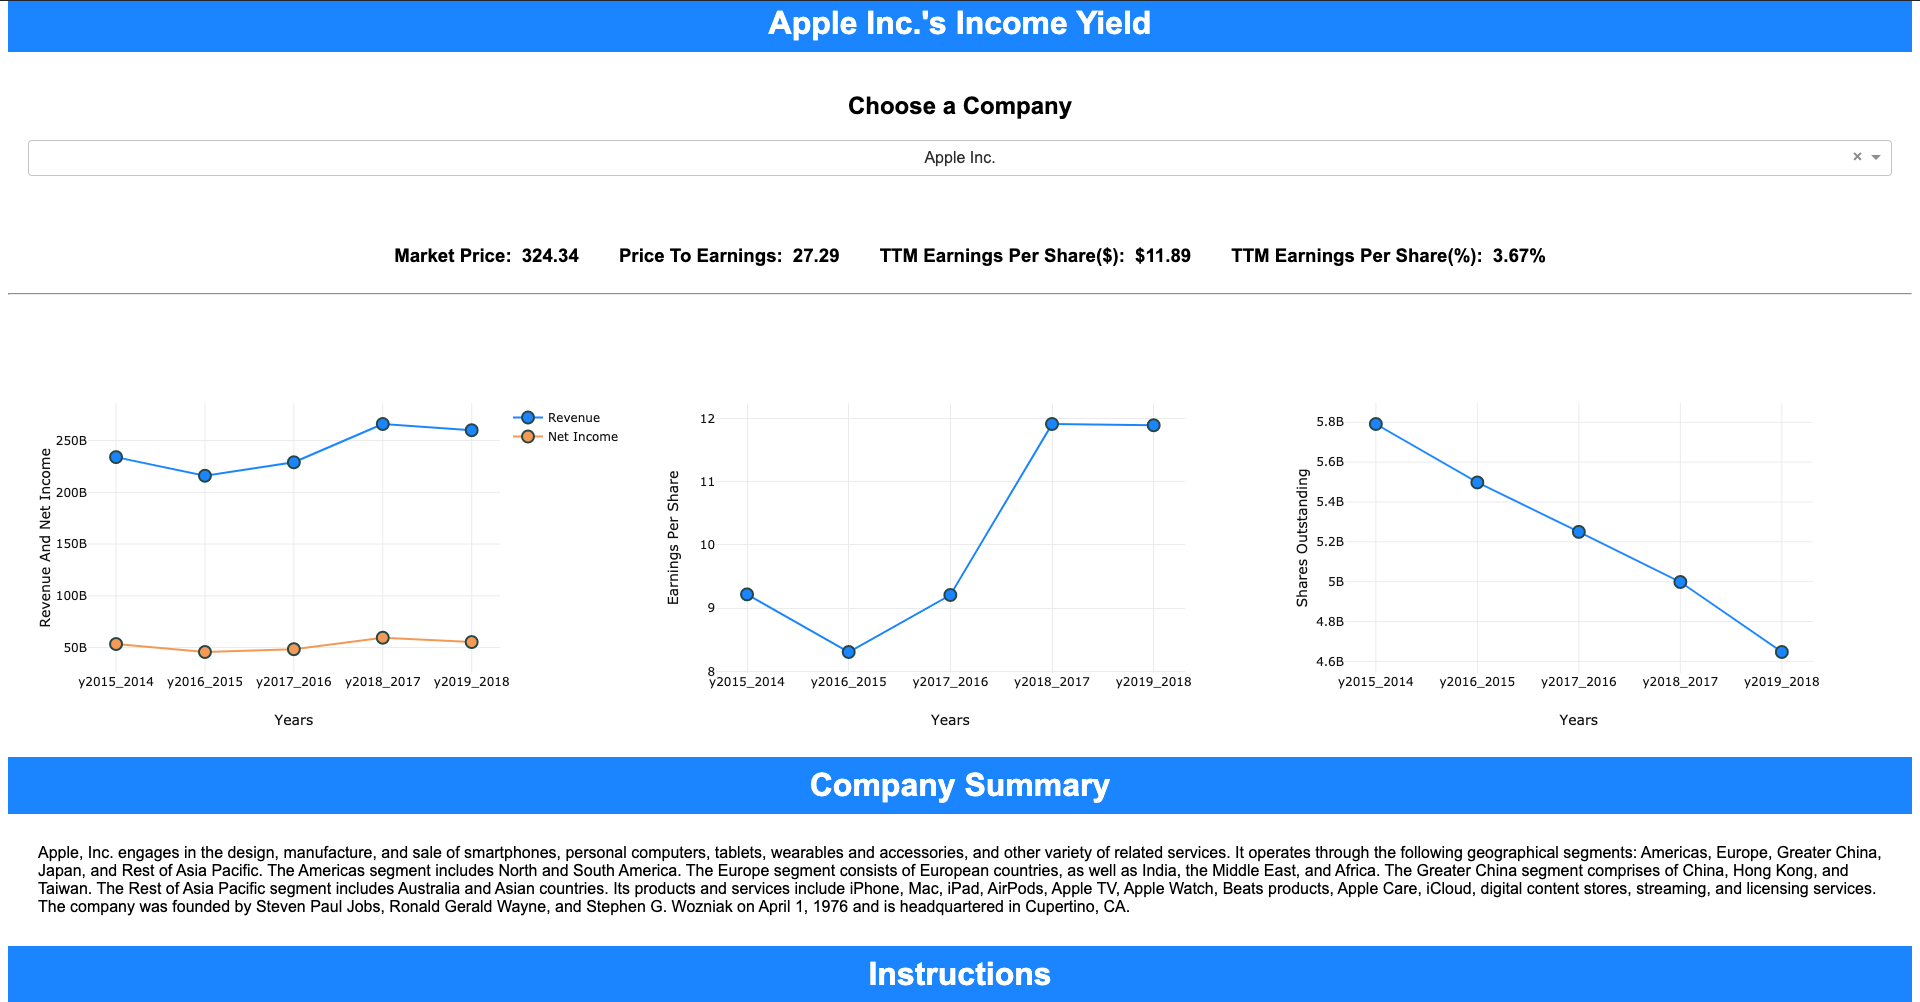 Apple Inc.'s Income Yield
Choose a Company
Apple Inc.
×
Market Price: 324.34 Price To Earnings: 27.29 TTM Earnings Per Share($): $11.89 TTM Earnings Per Share(%): 3.67%
Revenue And Net Income
250B
200B
150B
100B
50B
y2015_2014 y2016_2015 y2017_2016 y2018_2017 y2019_2018
Years
Revenue
Net Income
Earnings Per Share
12
11
10
9
8
y2015_2014 y2016_2015 y2017_2016 y2018_2017 y2019_2018
Years
Shares Outstanding
5.8B
5.6B
5.4B
5.2B
5B
4.8B
4.6B
y2015_2014 y2016_2015 y2017_2016 y2018_2017 y2019_2018
Years
Company Summary
Apple, Inc. engages in the design, manufacture, and sale of smartphones, personal computers, tablets, wearables and accessories, and other variety of related services. It operates through the following geographical segments: Americas, Europe, Greater China,
Japan, and Rest of Asia Pacific. The Americas segment includes North and South America. The Europe segment consists of European countries, as well as India, the Middle East, and Africa. The Greater China segment comprises of China, Hong Kong, and
Taiwan. The Rest of Asia Pacific segment includes Australia and Asian countries. Its products and services include iPhone, Mac, iPad, AirPods, Apple TV, Apple Watch, Beats products, Apple Care, iCloud, digital content stores, streaming, and licensing services.
The company was founded by Steven Paul Jobs, Ronald Gerald Wayne, and Stephen G. Wozniak on April 1, 1976 and is headquartered in Cupertino, CA.
Instructions